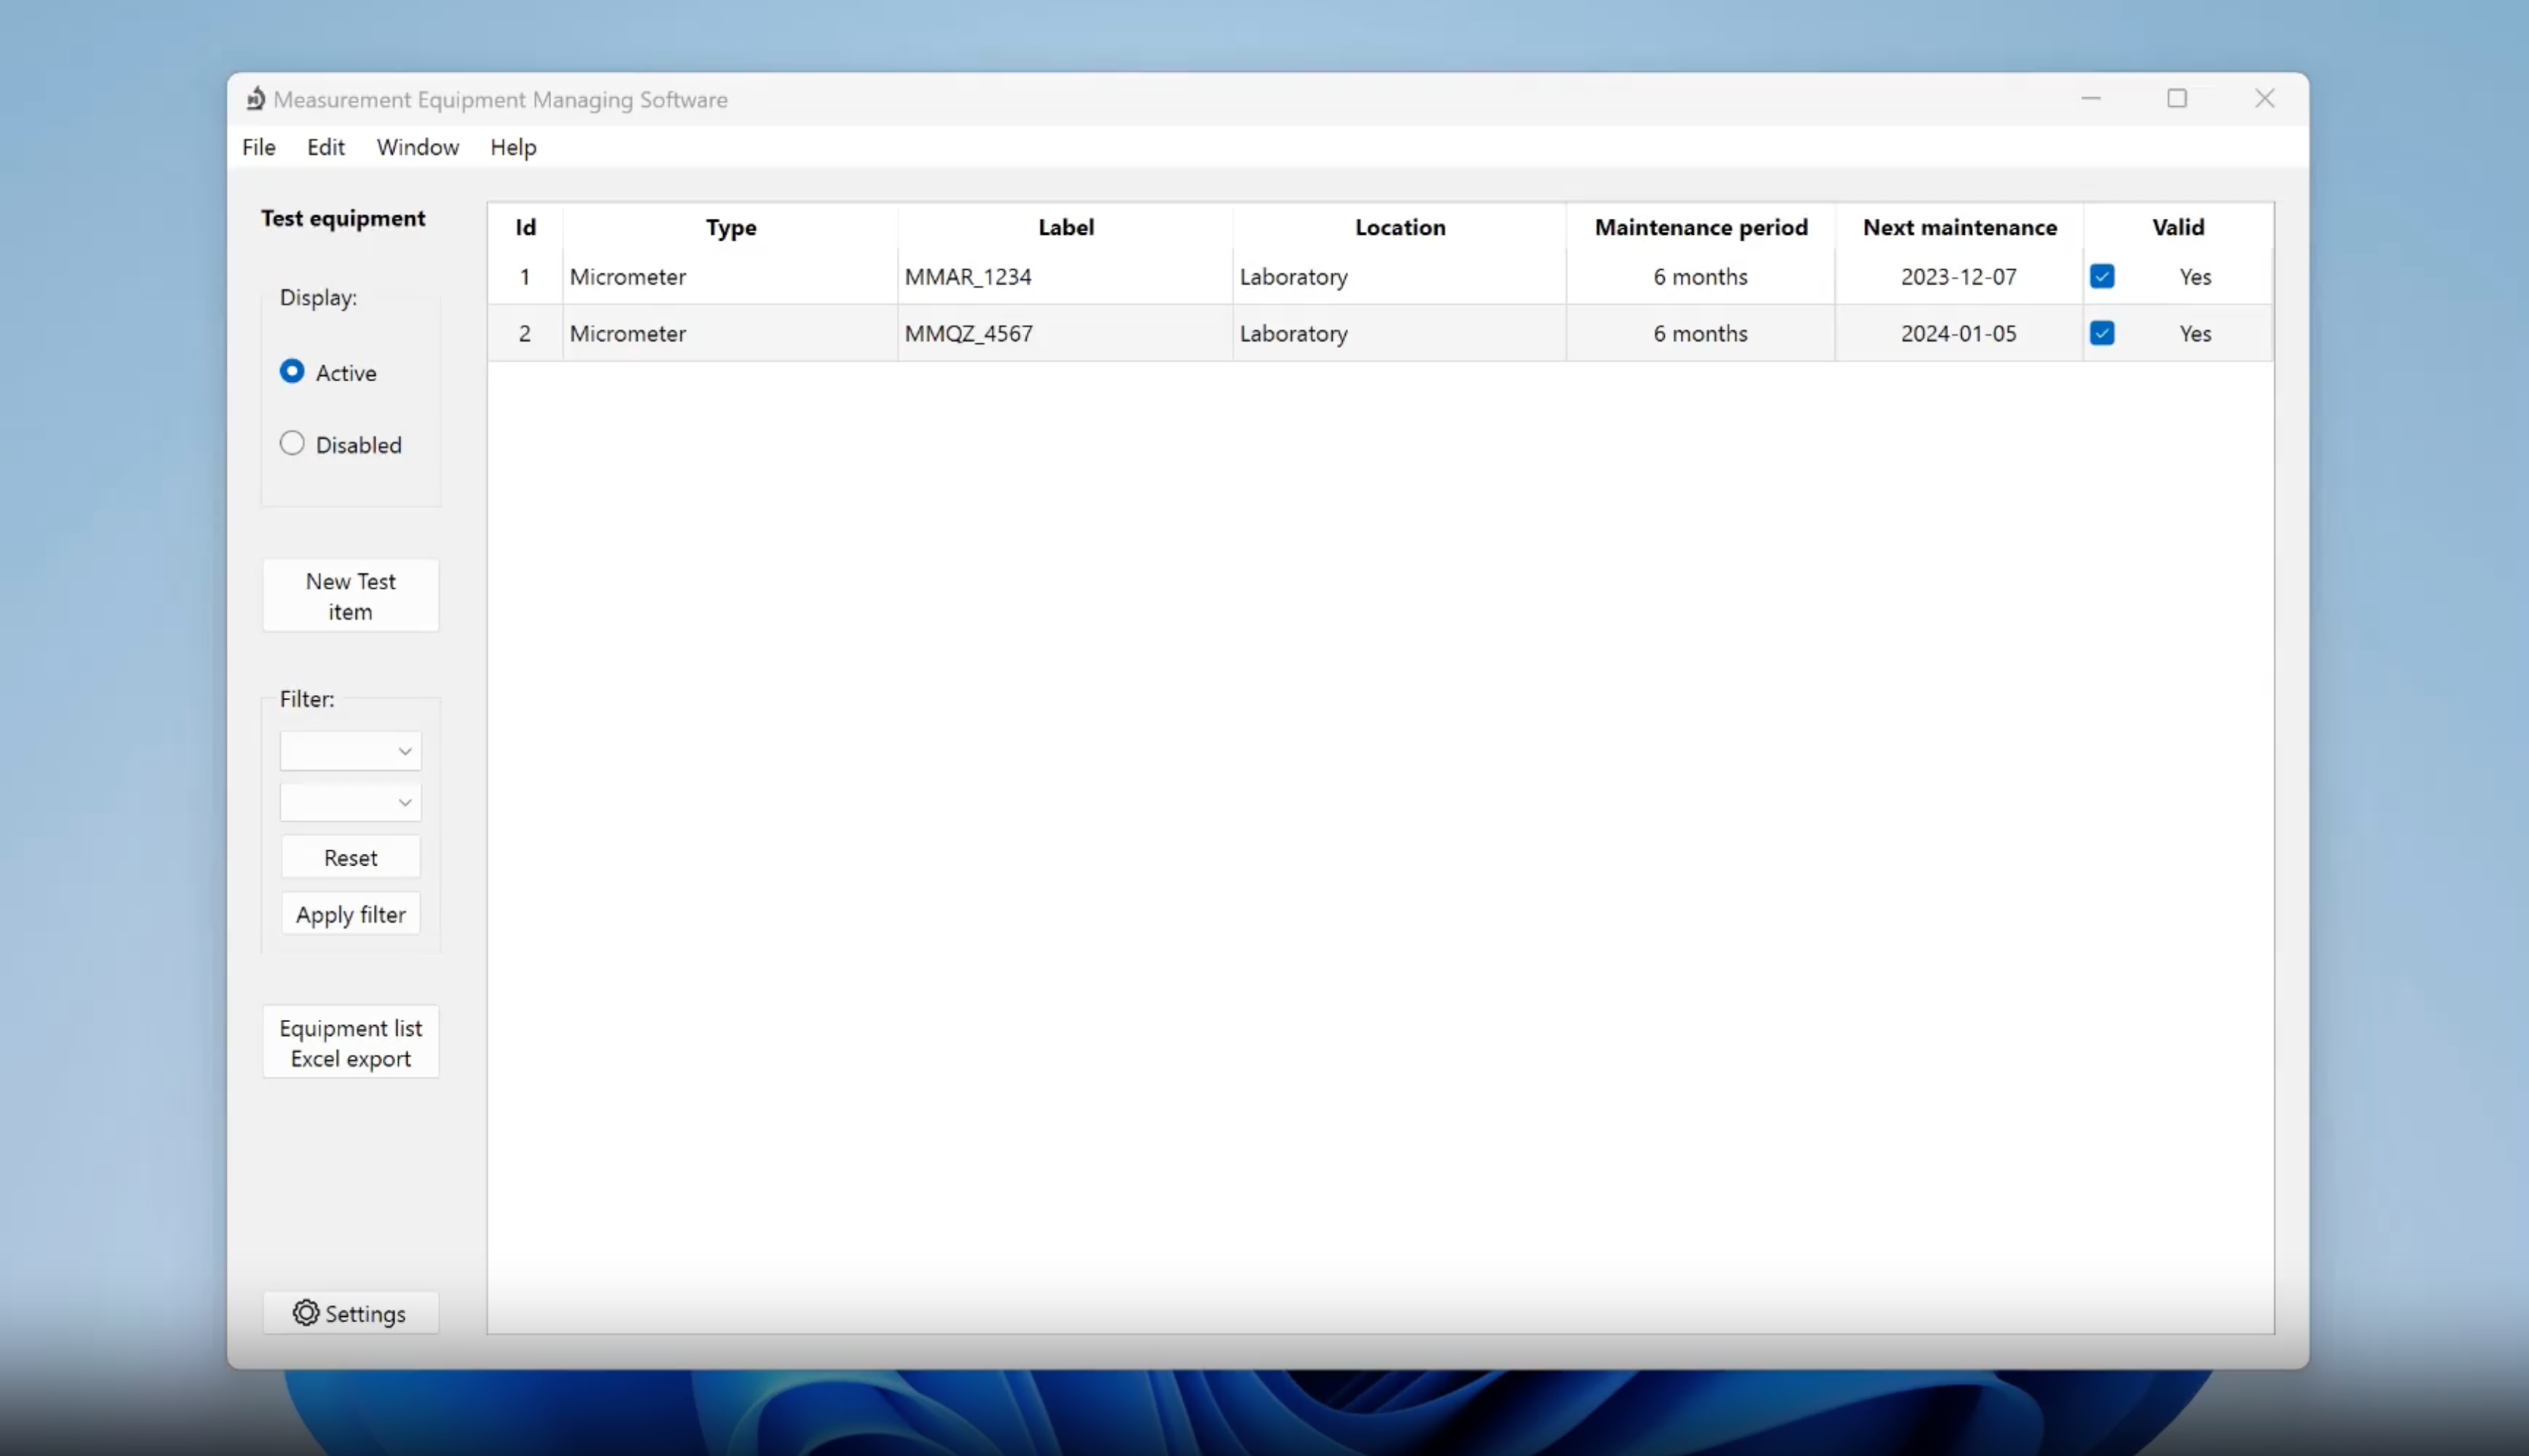 Measurement Equipment Managing Software
File Edit Window Help
Test equipment
Display:
Active
Disabled
New Test
item
Filter:
Reset
Apply filter
Equipment list
Excel export
Settings
Id Type Label Location Maintenance period Next maintenance Valid
1 Micrometer MMAR_1234 Laboratory 6 months 2023-12-07 Yes
2 Micrometer MMQZ_4567 Laboratory 6 months 2024-01-05 Yes